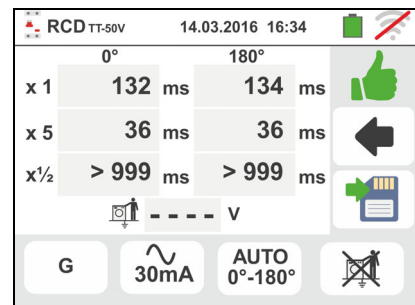 RCD TT-50V 14.03.2016 16:34
0° 180°
x 1 132 ms 134 ms
x 5 36 ms 36 ms
x½ > 999 ms > 999 ms
- - - - V
G 30mA AUTO 0°-180°